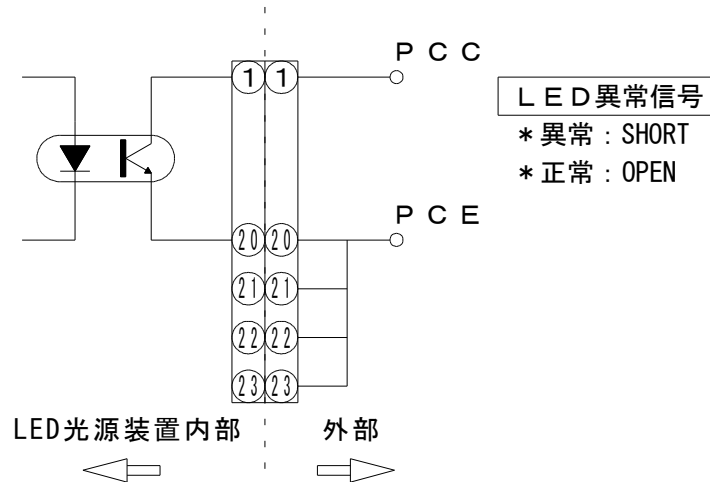 PCC
① ①
LED異常信号
*異常:SHORT
*正常:OPEN
PCE
⑳ ⑳
㉑ ㉑
㉒ ㉒
㉓ ㉓
LED光源装置内部 外部